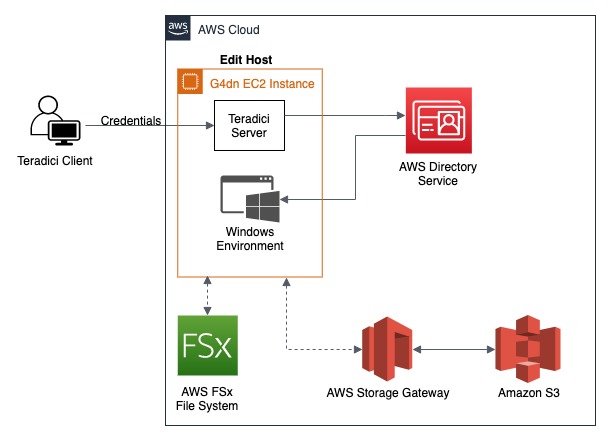 aws
AWS Cloud
Edit Host
G4dn EC2 Instance
Teradici
Server
Credentials
Teradici Client
AWS Directory
Service
Windows
Environment
FSx
AWS FSx
File System
AWS Storage Gateway
Amazon S3